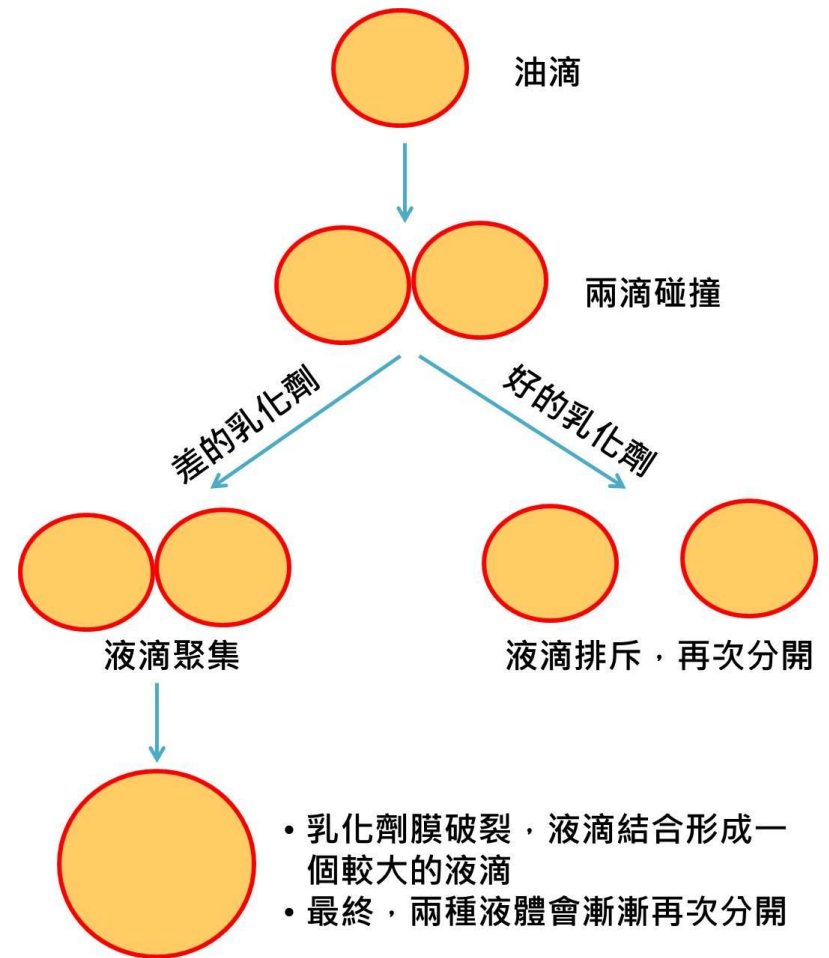 油滴
兩滴碰撞
差的乳化劑
好的乳化劑
液滴聚集
液滴排斥，再次分開
• 乳化劑膜破裂，液滴結合形成一
個較大的液滴
• 最終，兩種液體會漸漸再次分開